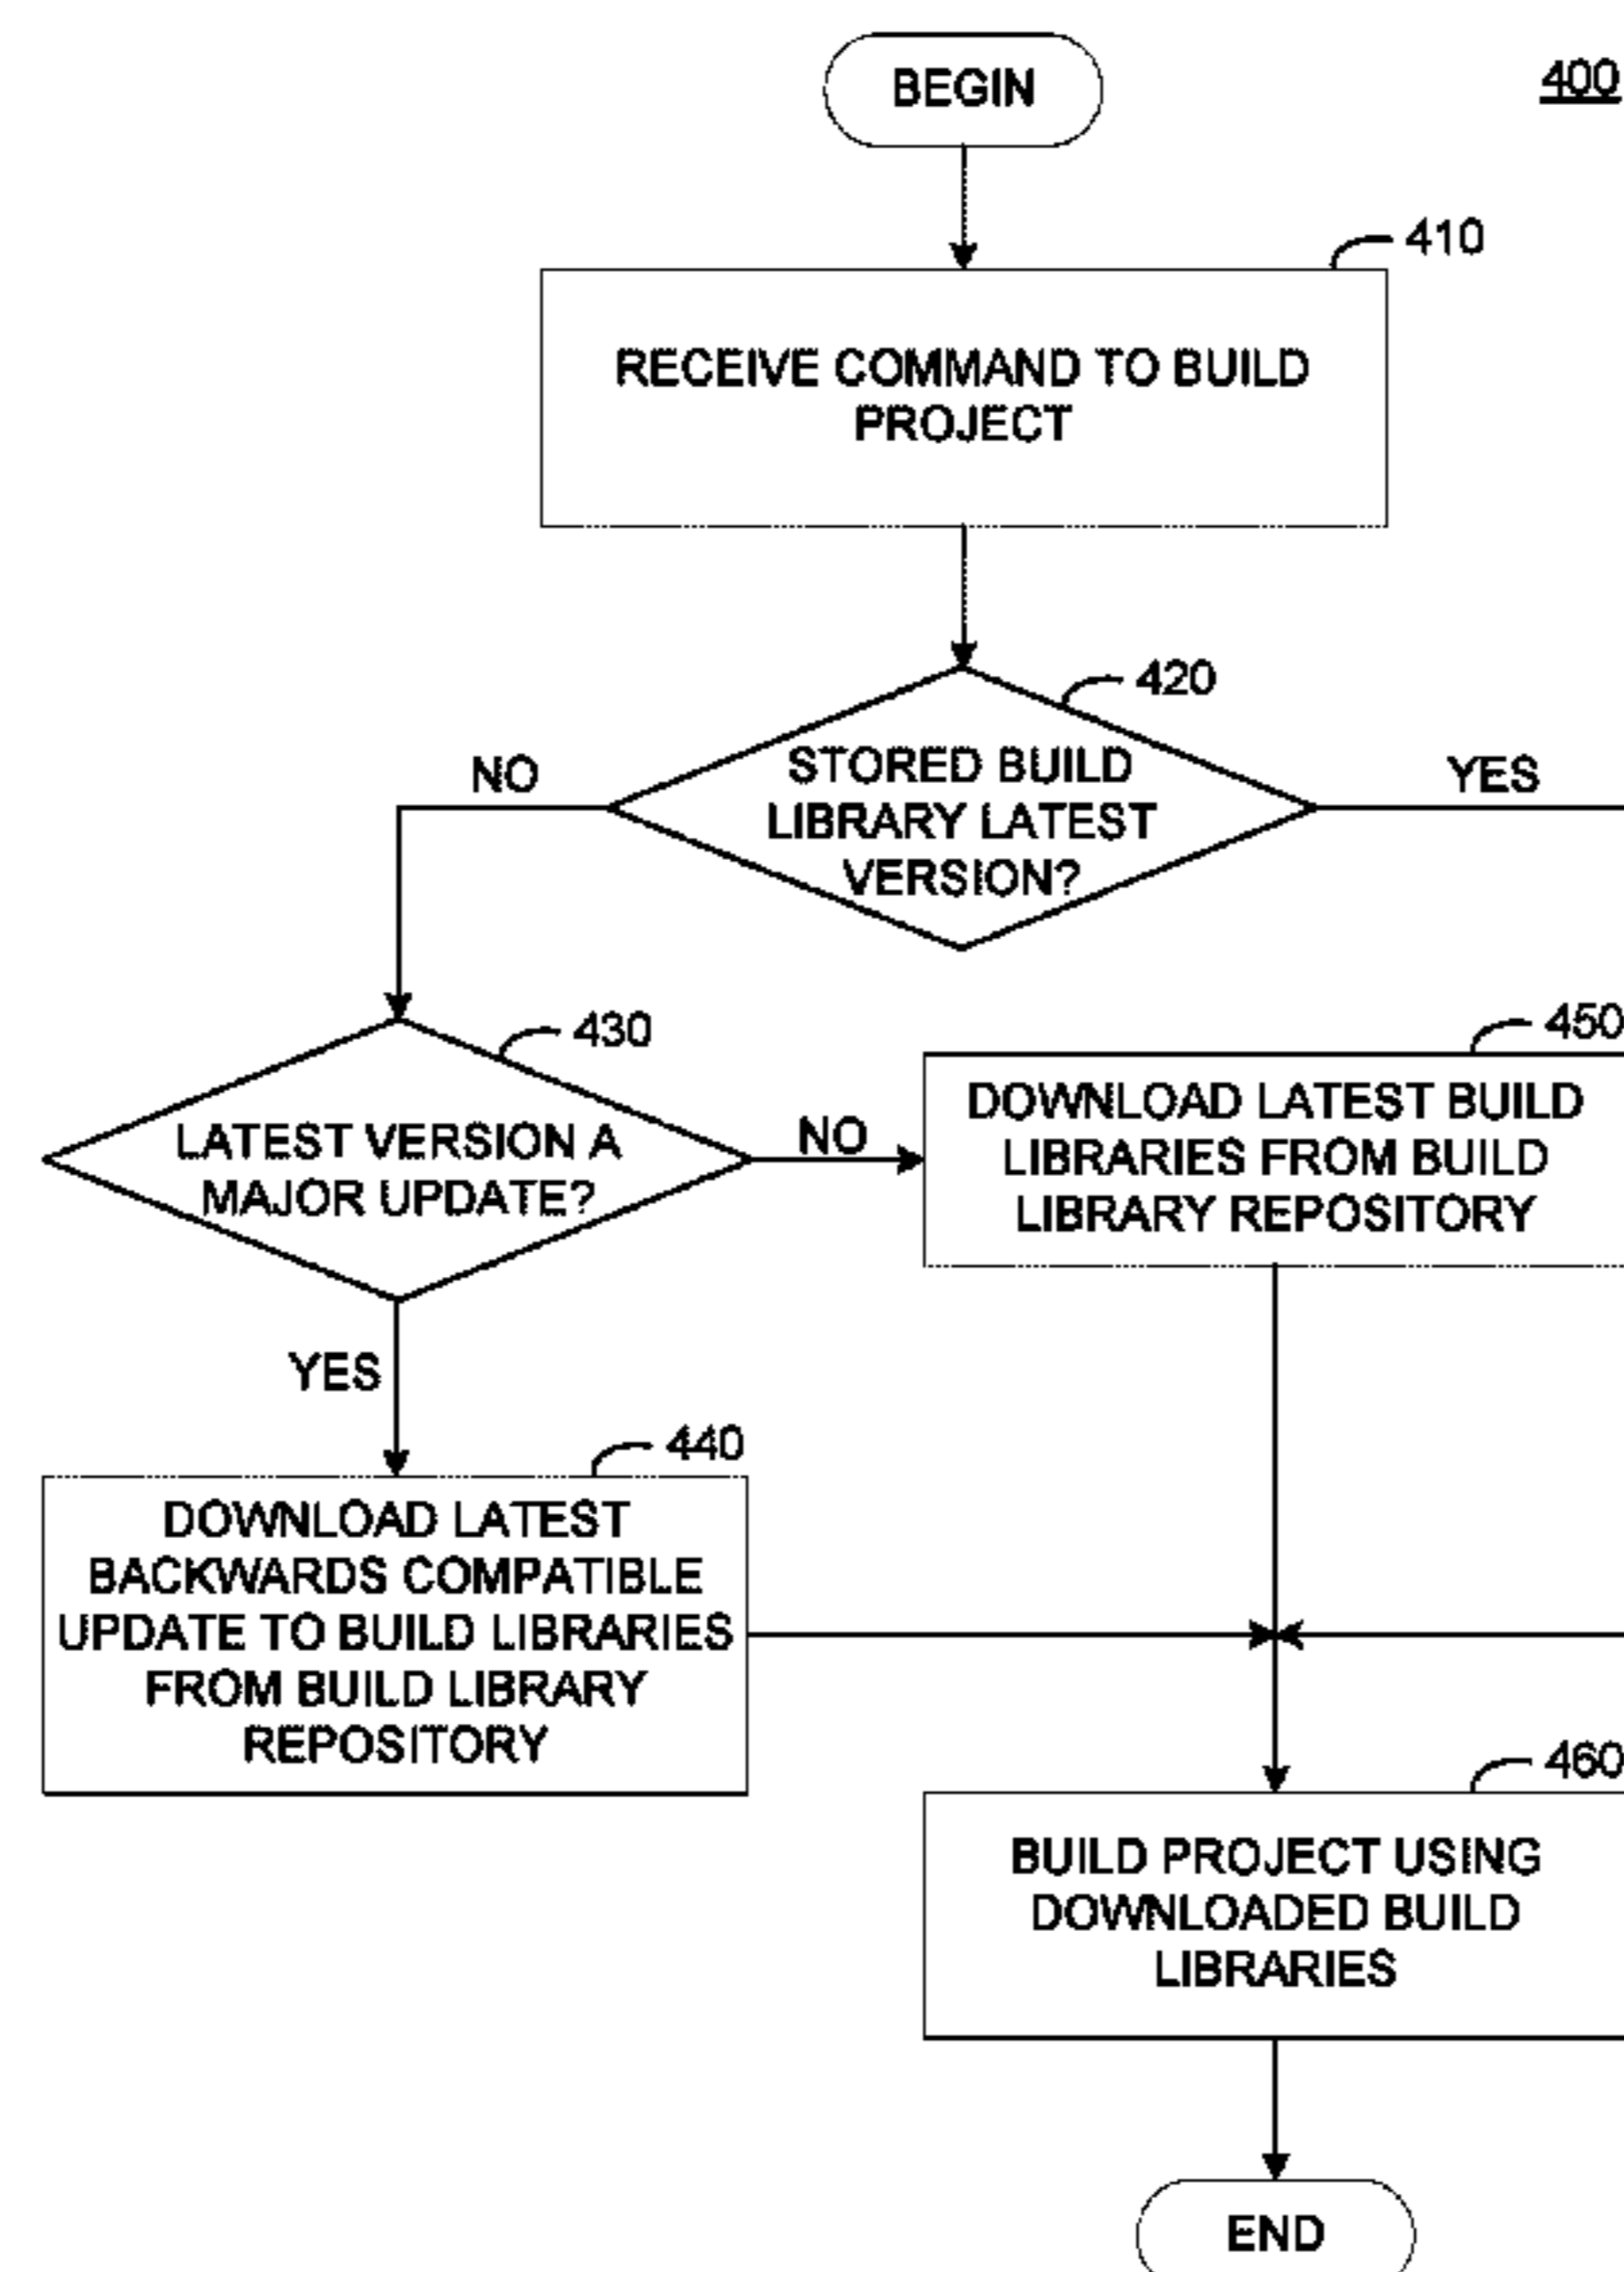 BEGIN
400
410
RECEIVE COMMAND TO BUILD
PROJECT
420
STORED BUILD
LIBRARY LATEST
VERSION?
NO
YES
430
LATEST VERSION A
MAJOR UPDATE?
NO
450
DOWNLOAD LATEST BUILD
LIBRARIES FROM BUILD
LIBRARY REPOSITORY
YES
440
DOWNLOAD LATEST
BACKWARDS COMPATIBLE
UPDATE TO BUILD LIBRARIES
FROM BUILD LIBRARY
REPOSITORY
460
BUILD PROJECT USING
DOWNLOADED BUILD
LIBRARIES
END